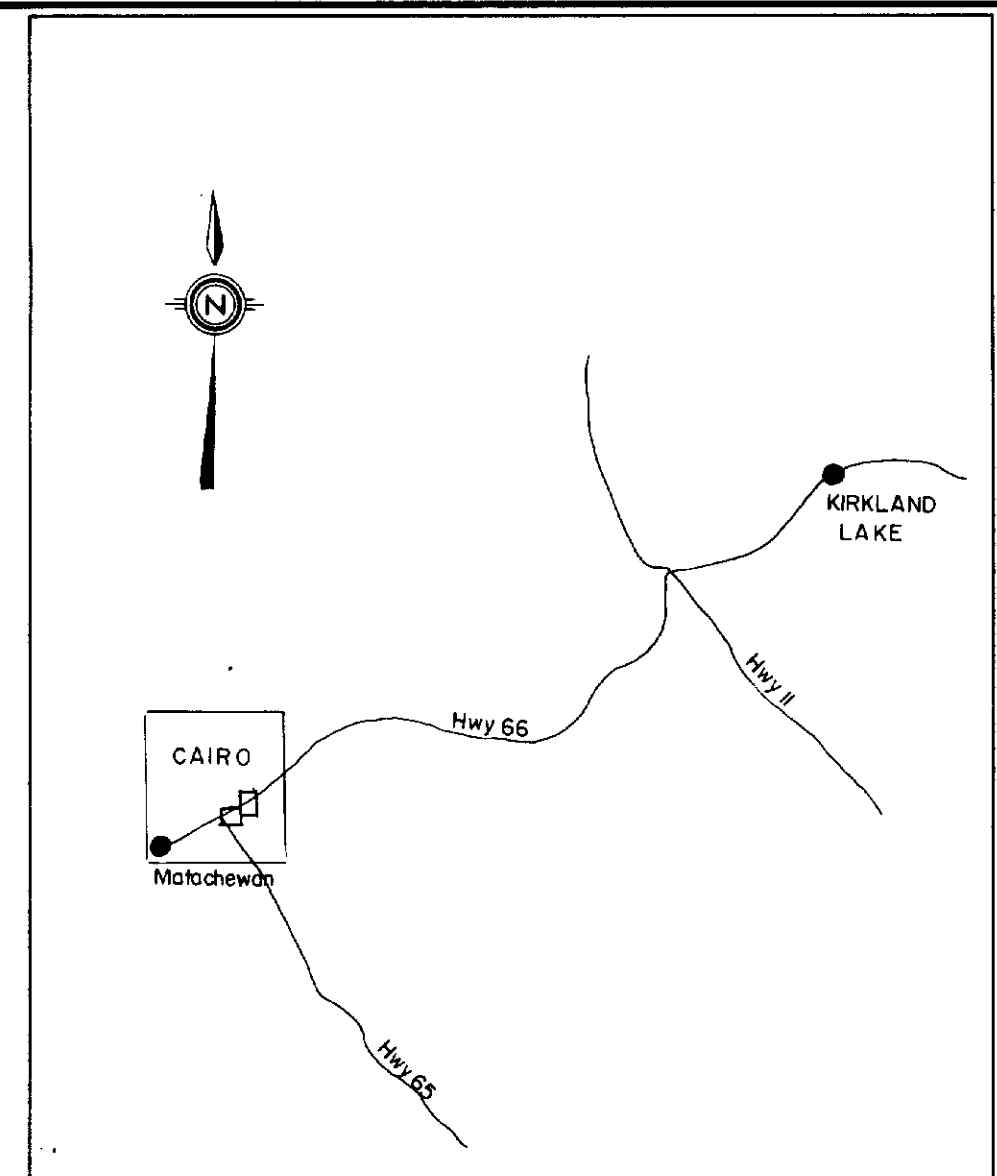 N
KIRKLAND
LAKE
Hwy 11
Hwy 66
CAIRO
Matachewan
Hwy 65